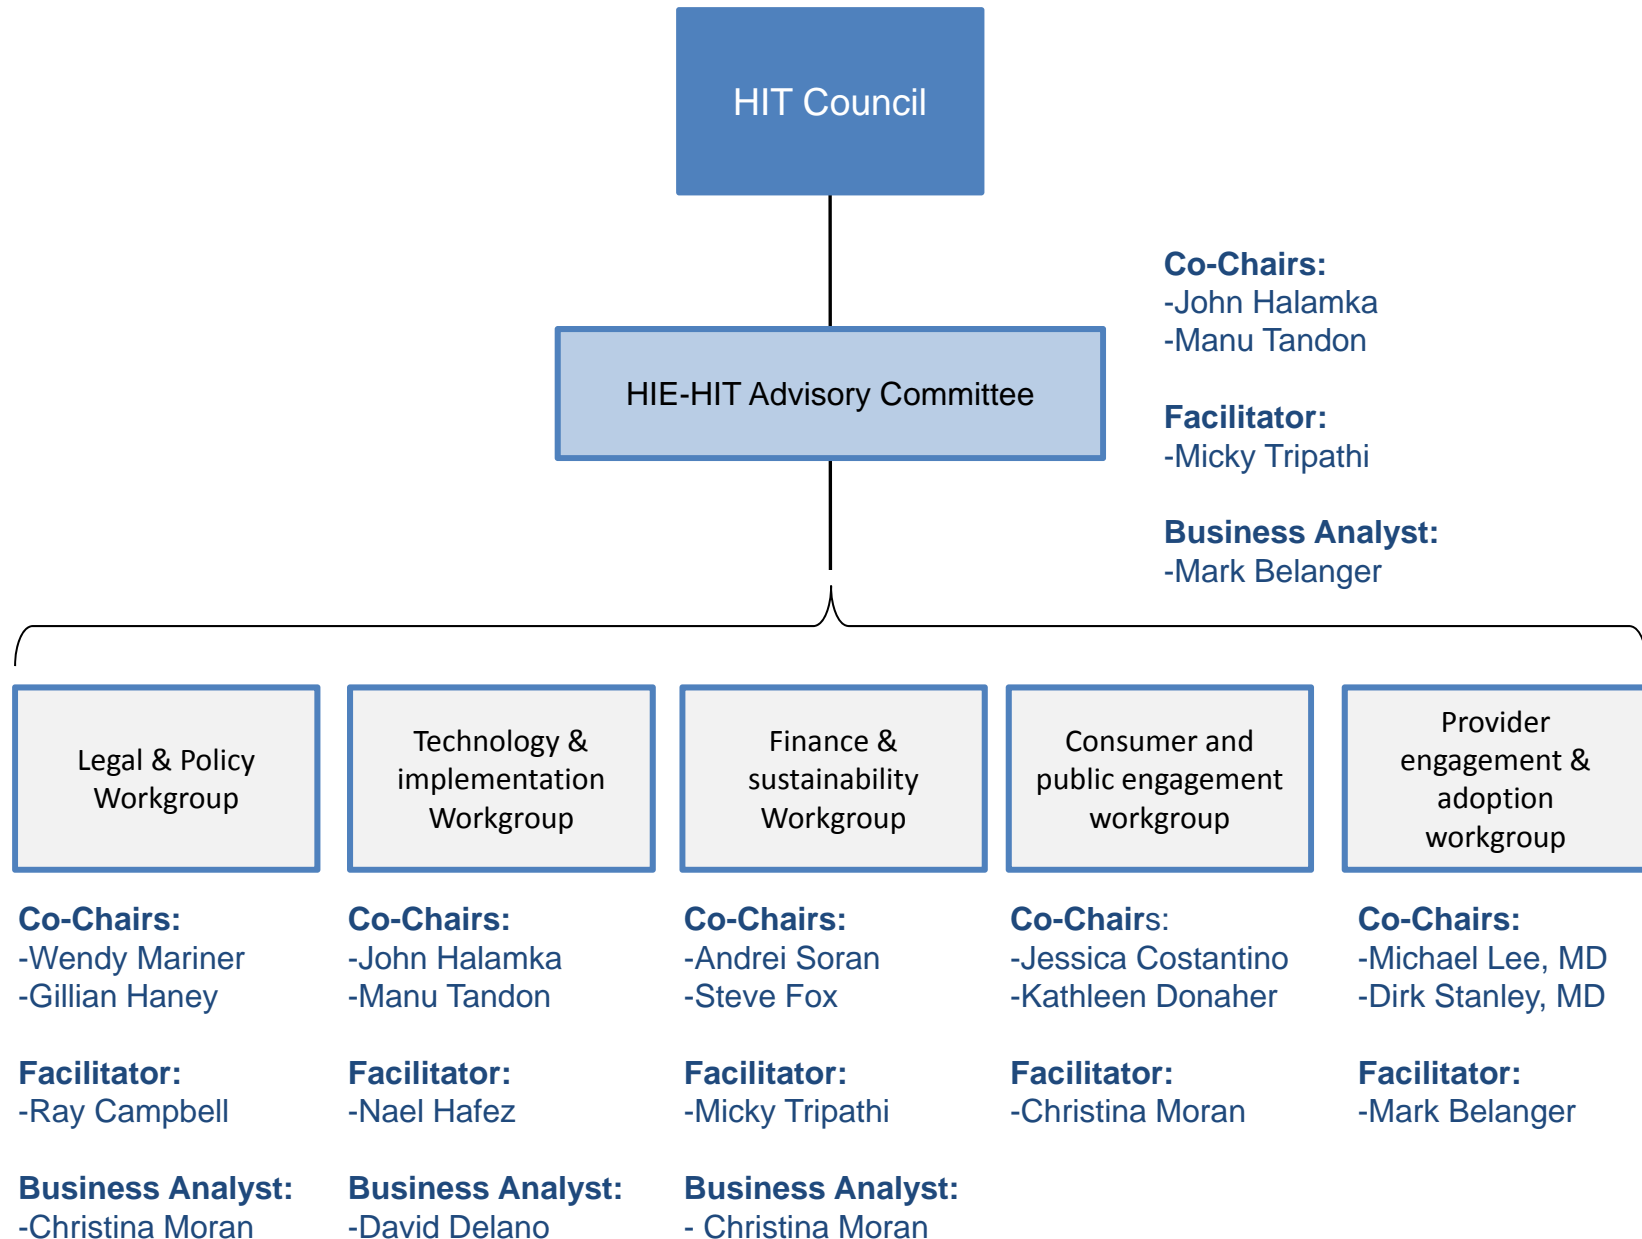 HIT Council
HIE-HIT Advisory Committee
Co-Chairs:
-John Halamka
-Manu Tandon
Facilitator:
-Micky Tripathi
Business Analyst:
-Mark Belanger
Legal & Policy
Workgroup
Technology &
implementation
Workgroup
Finance &
sustainability
Workgroup
Consumer and
public engagement
workgroup
Provider
engagement &
adoption
workgroup
Co-Chairs:
-Wendy Mariner
-Gillian Haney
Facilitator:
-Ray Campbell
Business Analyst:
-Christina Moran
Co-Chairs:
-John Halamka
-Manu Tandon
Facilitator:
-Nael Hafez
Business Analyst:
-David Delano
Co-Chairs:
-Andrei Soran
-Steve Fox
Facilitator:
-Micky Tripathi
Business Analyst:
- Christina Moran
Co-Chairs:
-Jessica Costantino
-Kathleen Donaher
Facilitator:
-Christina Moran
Co-Chairs:
-Michael Lee, MD
-Dirk Stanley, MD
Facilitator:
-Mark Belanger